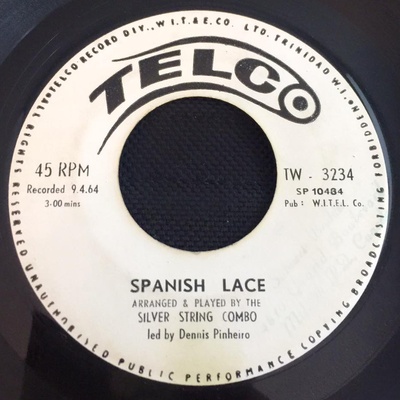 TELCO RECORD DIV., W.I.T.& E. CO. LTD. TRINIDAD W.I.
ALL RIGHTS RESERVED UNAUTHORISED PUBLIC PERFORMANCE COPYING BROADCASTING FORBIDDEN
TELCO
45 RPM
Recorded 9.4.64
3-00 mins
TW - 3234
SP 10484
Pub : W.I.T.E.L. Co.
SPANISH LACE
ARRANGED & PLAYED BY THE
SILVER STRING COMBO
led by Dennis Pinheiro